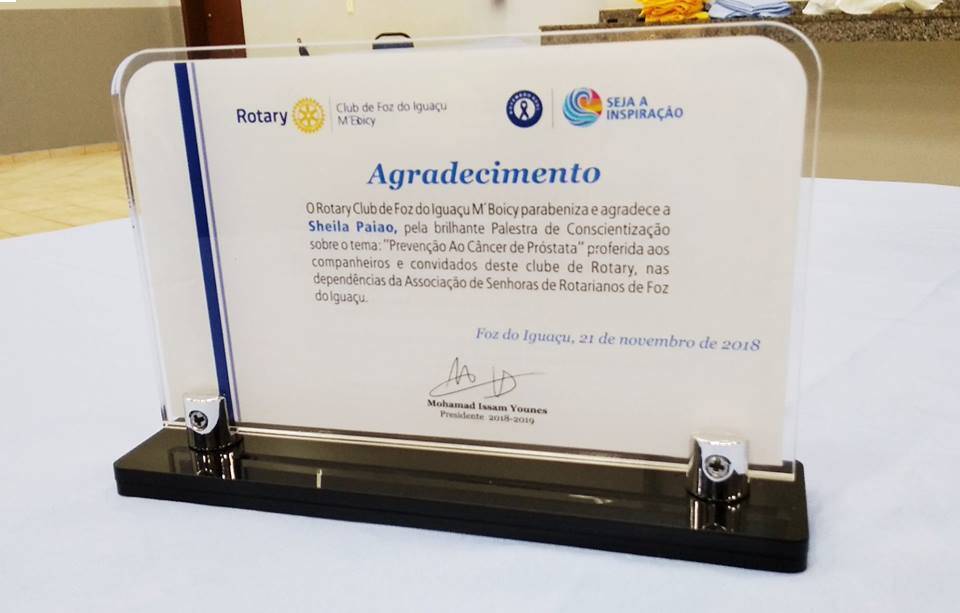 Rotary
Club de Foz do Iguaçu
M'Boicy
SEJA A
INSPIRAÇÃO
Agradecimento
O Rotary Club de Foz do Iguaçu M´Boicy parabeniza e agradece a
Sheila Paiao, pela brilhante Palestra de Conscientização
sobre o tema: "Prevenção Ao Câncer de Próstata" proferida aos
companheiros e convidados deste clube de Rotary, nas
dependências da Associação de Senhoras de Rotarianos de Foz
do Iguaçu.
Foz do Iguaçu, 21 de novembro de 2018
Mohamad Issam Younes
Presidente 2018-2019